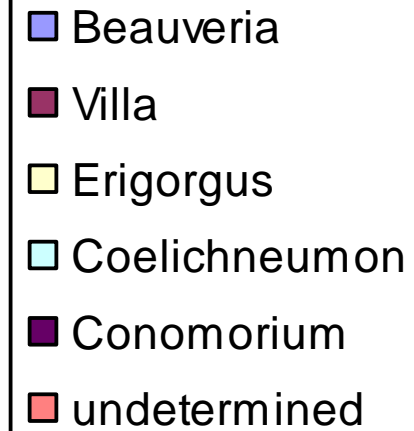 Beauveria
Villa
Erigorgus
Coelichneumon
Conomorium
undetermined